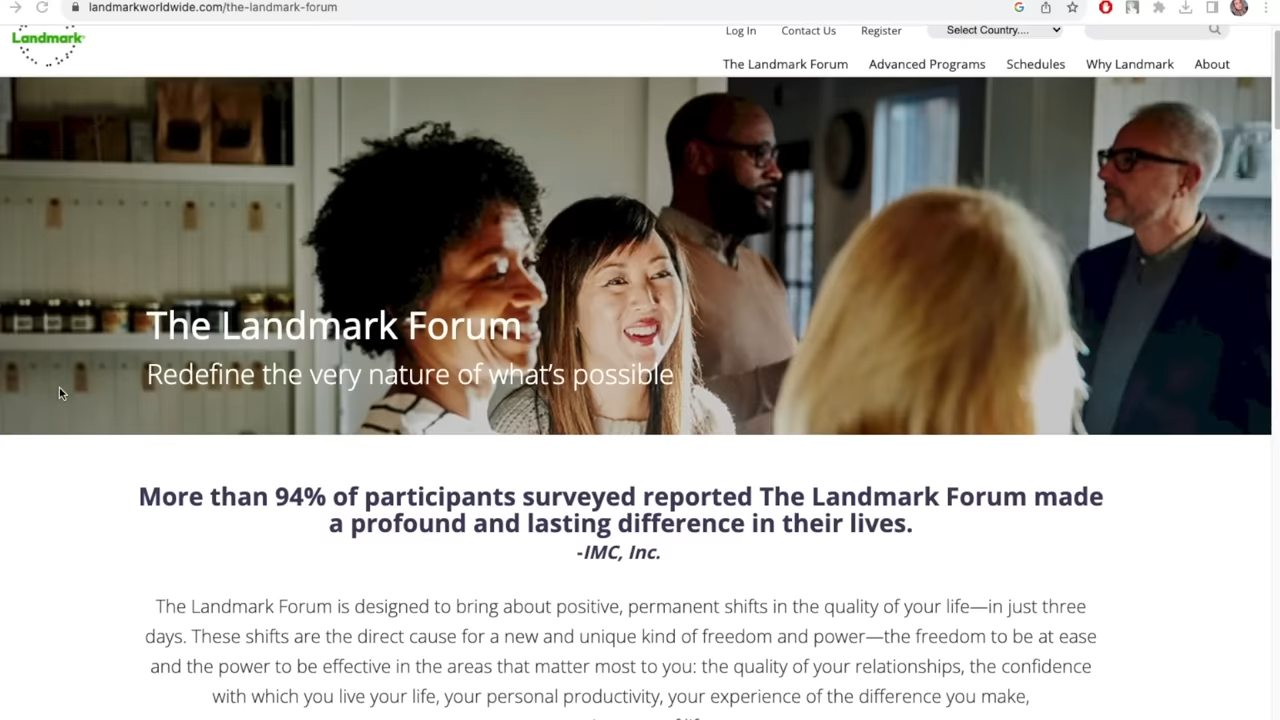 landmarkworldwide.com/the-landmark-forum
Landmark
Log In Contact Us Register Select Country....
The Landmark Forum Advanced Programs Schedules Why Landmark About
The Landmark Forum
Redefine the very nature of what's possible
More than 94% of participants surveyed reported The Landmark Forum made
a profound and lasting difference in their lives.
-IMC, Inc.
The Landmark Forum is designed to bring about positive, permanent shifts in the quality of your life—in just three
days. These shifts are the direct cause for a new and unique kind of freedom and power—the freedom to be at ease
and the power to be effective in the areas that matter most to you: the quality of your relationships, the confidence
with which you live your life, your personal productivity, your experience of the difference you make,